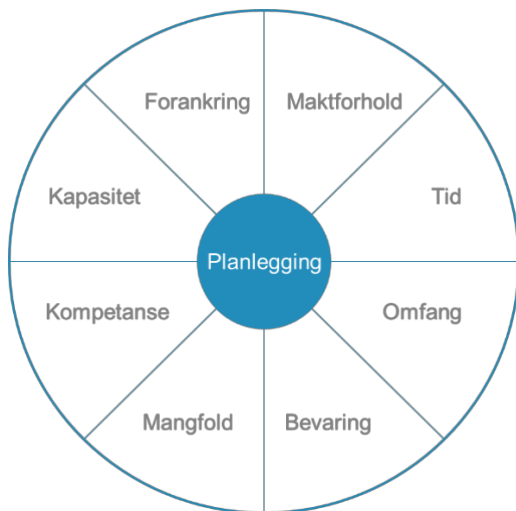 Forankring
Maktforhold
Kapasitet
Tid
Planlegging
Kompetanse
Omfang
Mangfold
Bevaring